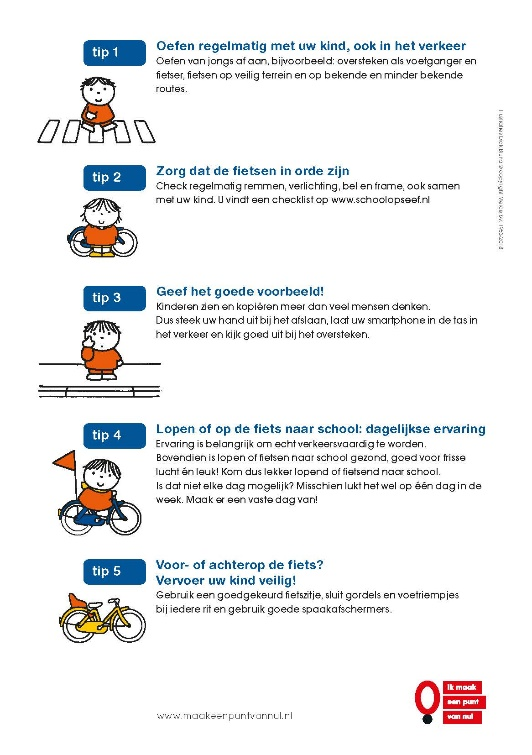 tip 1
Oefen regelmatig met uw kind, ook in het verkeer
Oefen van jongs af aan, bijvoorbeeld: oversteken als voetganger en
fietser, fietsen op veilig terrein en op bekende en minder bekende
routes.
tip 2
Zorg dat de fietsen in orde zijn
Check regelmatig remmen, verlichting, bel en frame, ook samen
met uw kind. U vindt een checklist op www.schoolopseef.nl
tip 3
Geef het goede voorbeeld!
Kinderen zien en kopiëren meer dan veel mensen denken.
Dus steek uw hand uit bij het afslaan, laat uw smartphone in de tas in
het verkeer en kijk goed uit bij het oversteken.
tip 4
Lopen of op de fiets naar school: dagelijkse ervaring
Ervaring is belangrijk om echt verkeersvaardig te worden.
Bovendien is lopen of fietsen naar school gezond, goed voor frisse
lucht én leuk! Kom dus lekker lopend of fietsend naar school.
Is dat niet elke dag mogelijk? Misschien lukt het wel op één dag in de
week. Maak er een vaste dag van!
tip 5
Voor- of achterop de fiets?
Vervoer uw kind veilig!
Gebruik een goedgekeurd fietszitje, sluit gordels en voetriempjes
bij iedere rit en gebruik goede spaakafschermers.
www.maakeenpuntvannul.nl
Ik maak
een punt
van nul